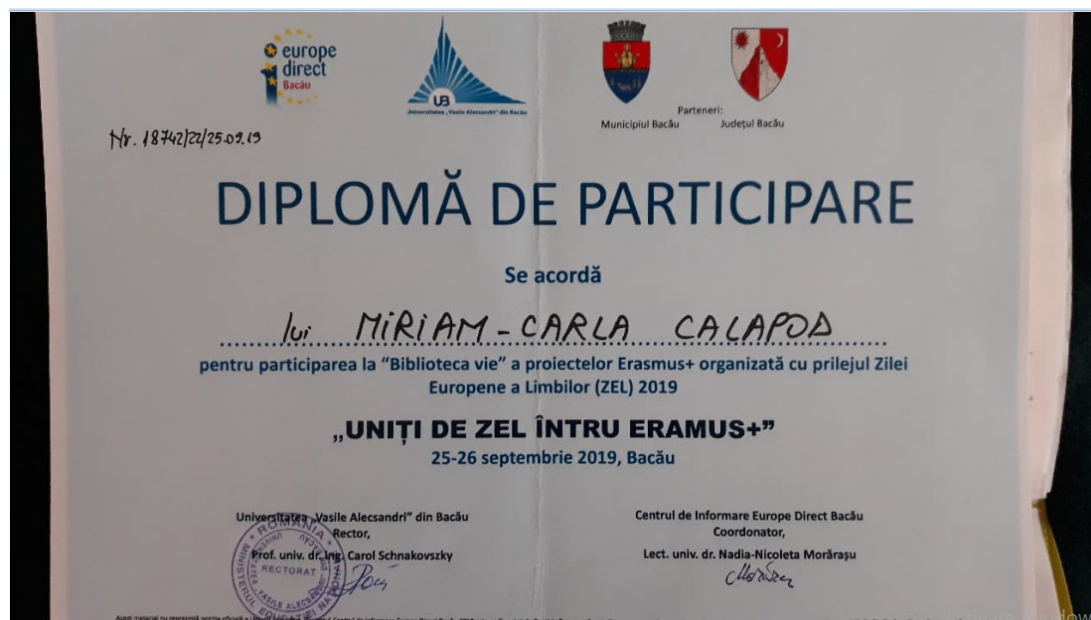 europe
direct
Bacău
UB
Universitatea „Vasile Alecsandri” din Bacău
Parteneri:
Municipiul Bacău Județul Bacău
Nr. 18742/22/25.09.19
DIPLOMĂ DE PARTICIPARE
Se acordă
lui MIRIAM-CARLA CALAPOD
pentru participarea la “Biblioteca vie” a proiectelor Erasmus+ organizată cu prilejul Zilei
Europene a Limbilor (ZEL) 2019
„UNIȚI DE ZEL ÎNTRU ERAMUS+”
25-26 septembrie 2019, Bacău
Universitatea „Vasile Alecsandri” din Bacău
Rector,
Prof. univ. dr. Ing. Carol Schnakovszky
Centrul de Informare Europe Direct Bacău
Coordonator,
Lect. univ. dr. Nadia-Nicoleta Morărașu
ROMANIA
RECTORAT